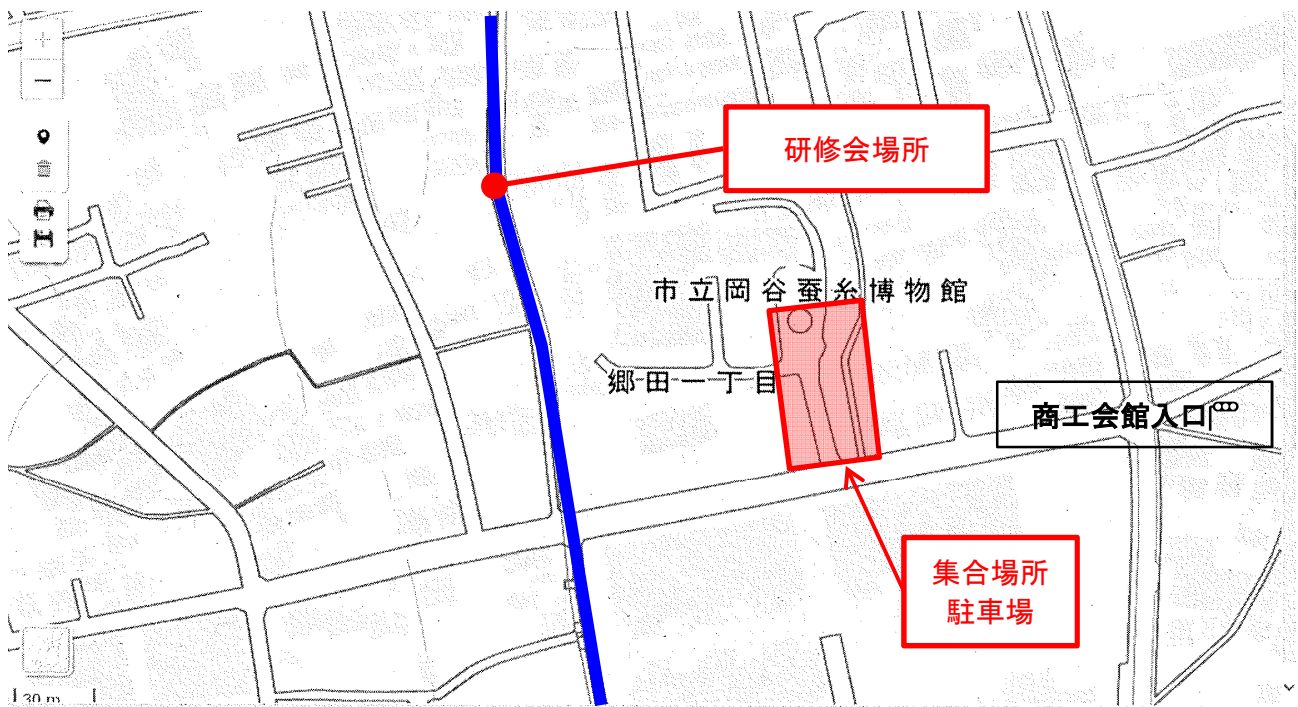 研修会場所
市立岡谷蚕糸博物館
郷田一丁目
商工会館入口
集合場所
駐車場
30 m